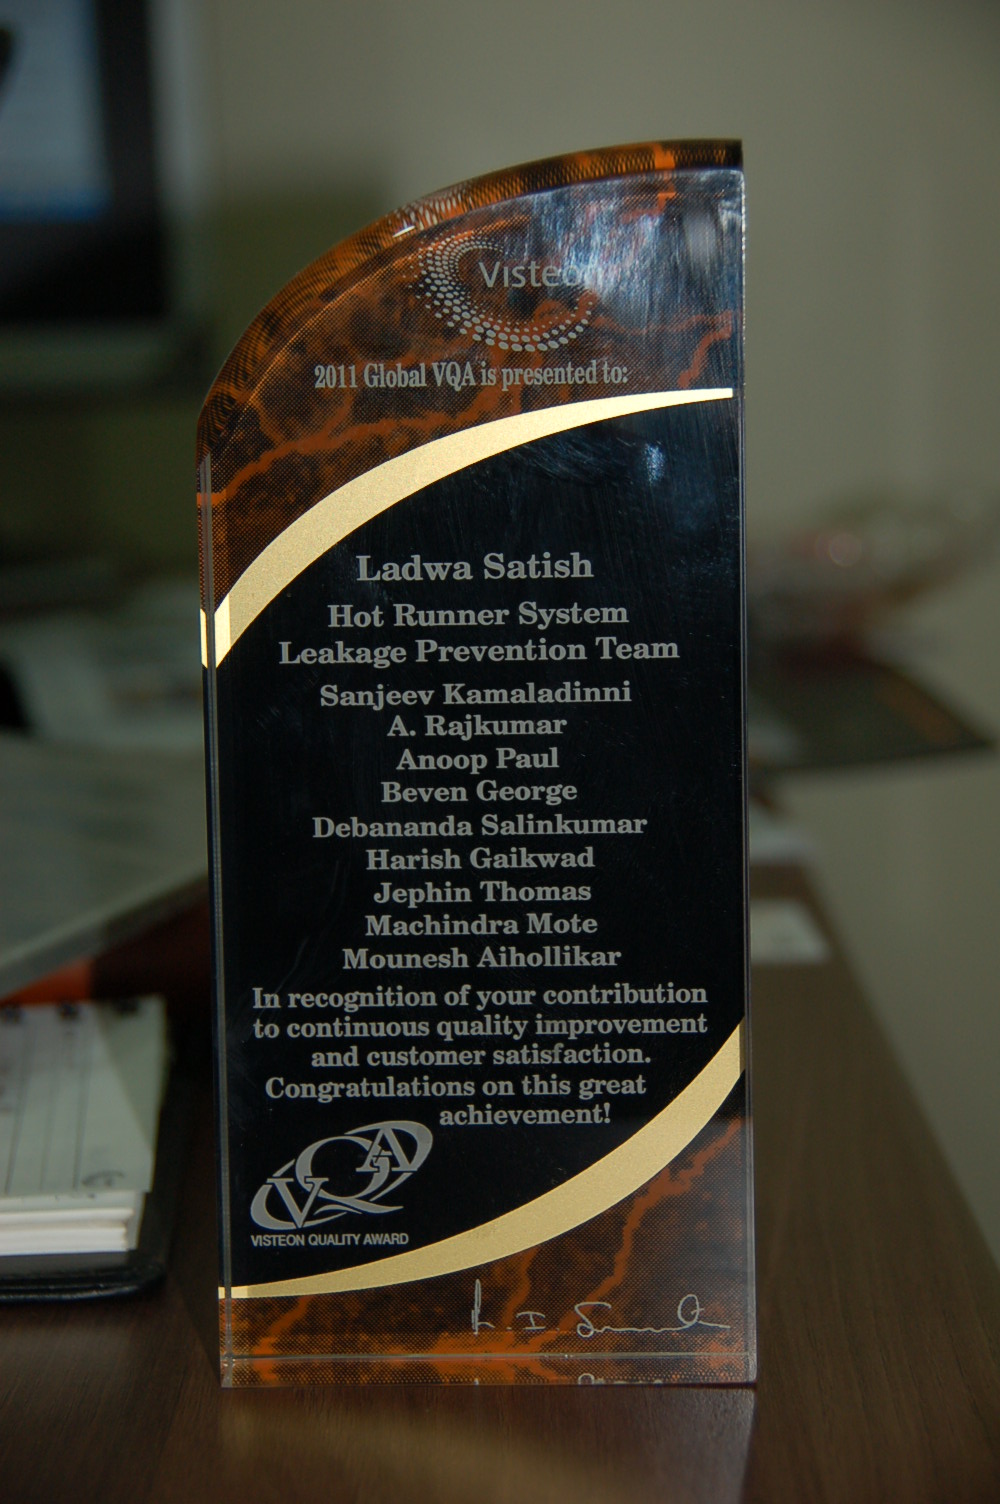 Visteon
2011 Global VQA is presented to:
Ladwa Satish
Hot Runner System
Leakage Prevention Team
Sanjeev Kamaladinni
A. Rajkumar
Anoop Paul
Beven George
Debananda Salinkumar
Harish Gaikwad
Jephin Thomas
Machindra Mote
Mounesh Aihollikar
In recognition of your contribution
to continuous quality improvement
and customer satisfaction.
Congratulations on this great
achievement!
VQA
VISTEON QUALITY AWARD